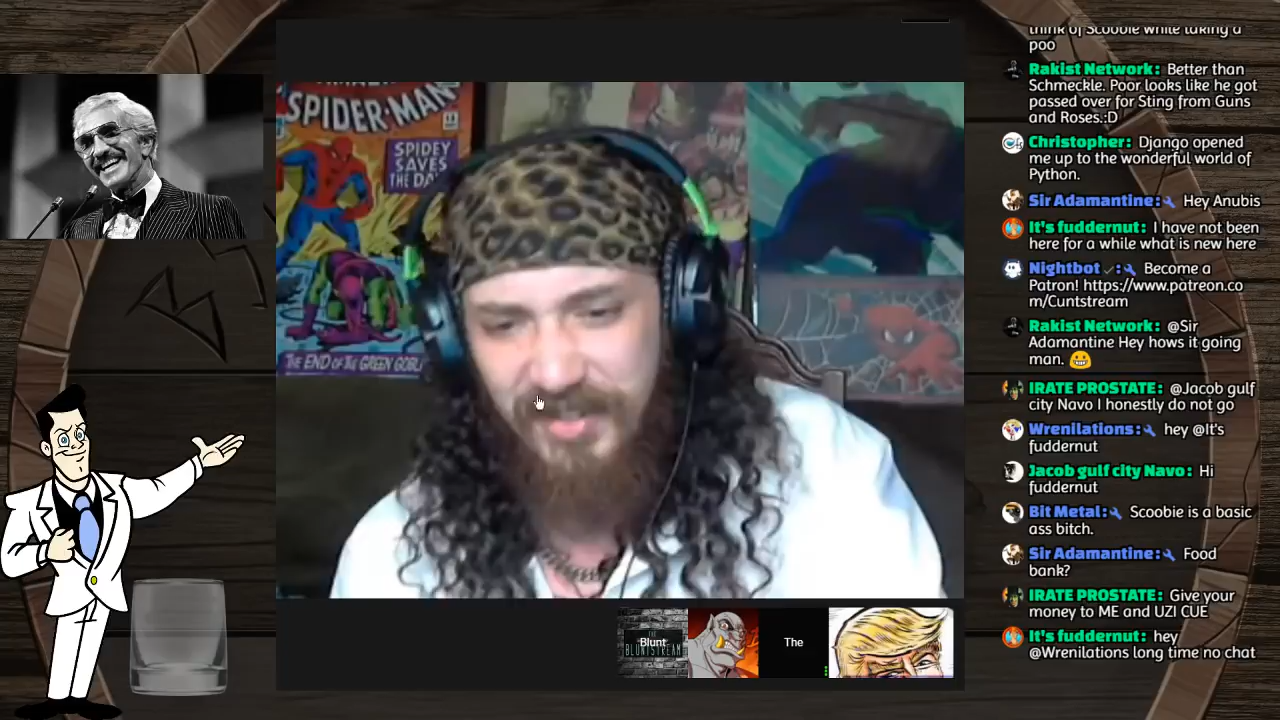 SPIDER-MAN
SPIDEY
SAVES
THE DAY
THE END OF THE GREEN
Blunt
THE
BLUNTSTREAM
The
think of Scoobie while taking a
poo
Rakist Network: Better than
Schmeckle. Poor looks like he got
passed over for Sting from Guns
and Roses.:D
Christopher: Django opened
me up to the wonderful world of
Python.
Sir Adamantine: Hey Anubis
It's fuddernut: I have not been
here for a while what is new here
Nightbot: Become a
Patron! https://www.patreon.co
m/Cuntstream
Rakist Network: @Sir
Adamantine Hey hows it going
man. 😀
IRATE PROSTATE: @Jacob gulf
city Navo I honestly do not go
Wrenilations: hey @It's
fuddernut
Jacob gulf city Navo: Hi
fuddernut
Bit Metal: Scoobie is a basic
ass bitch.
Sir Adamantine: Food
bank?
IRATE PROSTATE: Give your
money to ME and UZI CUE
It's fuddernut: hey
@Wrenilations long time no chat